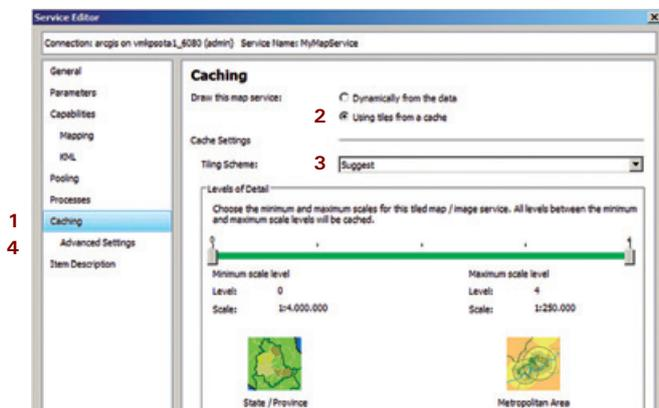 Service Editor
Connection: arcgis on vmkpsota1_6080 (admin) Service Name: MyMapService
General
Parameters
Capabilities
Mapping
KML
Pooling
Processes
1 Caching
4 Advanced Settings
Item Description
Caching
Draw this map service:
Dynamically from the data
2 Using tiles from a cache
Cache Settings
Tiling Scheme: 3 Suggest
Levels of Detail
Choose the minimum and maximum scales for this tiled map / image service. All levels between the minimum
and maximum scale levels will be cached.
0 4
Minimum scale level
Level: 0
Scale: 1:4.000.000
State / Province
Maximum scale level
Level: 4
Scale: 1:250.000
Metropolitan Area